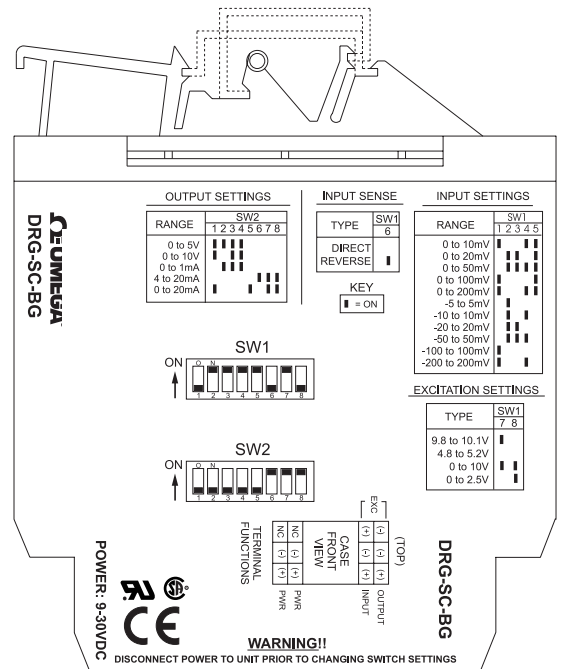 OUTPUT SETTINGS
RANGE SW2
1 2 3 4 5 6 7 8
0 to 5V
0 to 10V
0 to 1mA
4 to 20mA
0 to 20mA
INPUT SENSE
TYPE SW1
6
DIRECT
REVERSE
KEY
= ON
INPUT SETTINGS
RANGE SW1
1 2 3 4 5
0 to 10mV
0 to 20mV
0 to 50mV
0 to 100mV
0 to 200mV
-5 to 5mV
-10 to 10mV
-20 to 20mV
-50 to 50mV
-100 to 100mV
-200 to 200mV
EXCITATION SETTINGS
TYPE SW1
7 8
9.8 to 10.1V
4.8 to 5.2V
0 to 10V
0 to 2.5V
ΩOMEGA
DRG-SC-BG
SW1
ON
O N
1 2 3 4 5 6 7 8
SW2
ON
O N
1 2 3 4 5 6 7 8
TERMINAL
FUNCTIONS
NC (-) (+) PWR
NC (-) (+) PWR
CASE
FRONT
VIEW
EXC
(+) (-) (+) INPUT
(-) (-) (+) OUTPUT
(TOP)
DRG-SC-BG
POWER: 9-30VDC
CE
WARNING!!
DISCONNECT POWER TO UNIT PRIOR TO CHANGING SWITCH SETTINGS